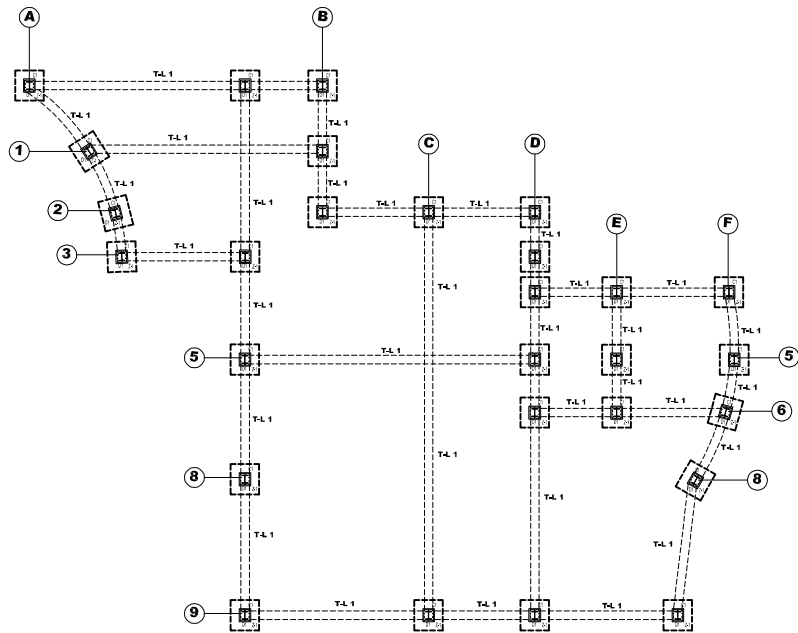 A B
T-L 1
T-L 1
T-L 1
1 T-L 1
C D
T-L 1 T-L 1
2 T-L 1 T-L 1
T-L 1
E F
T-L 1
3 T-L 1
T-L 1 T-L 1
T-L 1 T-L 1
T-L 1 T-L 1 T-L 1
5 T-L 1 5
T-L 1 T-L 1
T-L 1 T-L 1 6
T-L 1
T-L 1
T-L 1
8 8
T-L 1
T-L 1
T-L 1
T-L 1 T-L 1 T-L 1
9